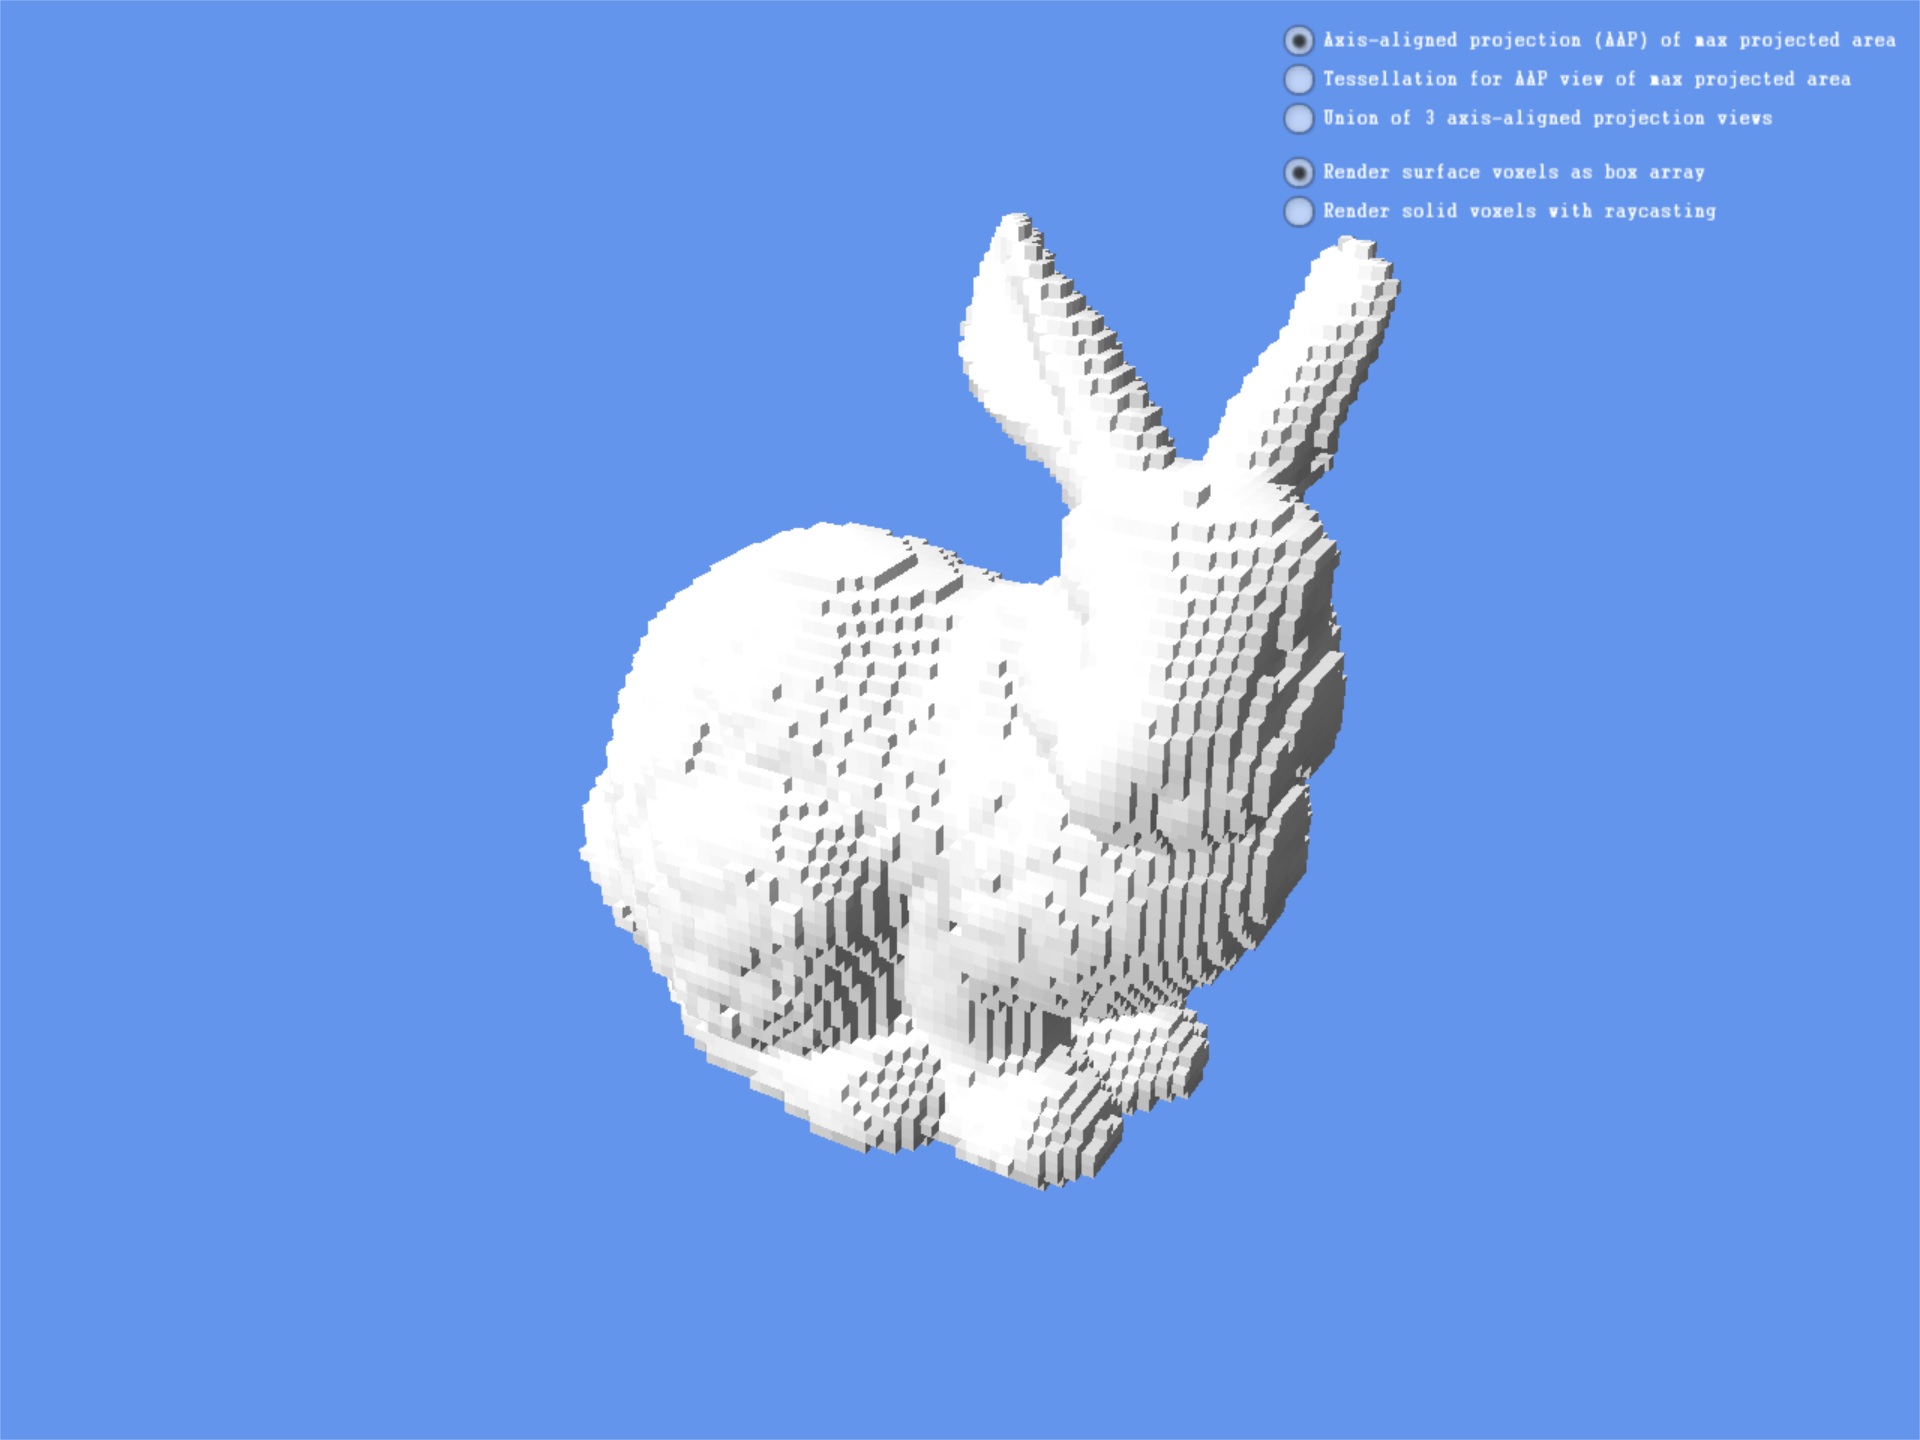 Axis-aligned projection (AAP) of max projected area
Tessellation for AAP view of max projected area
Union of 3 axis-aligned projection views
Render surface voxels as box array
Render solid voxels with raycasting